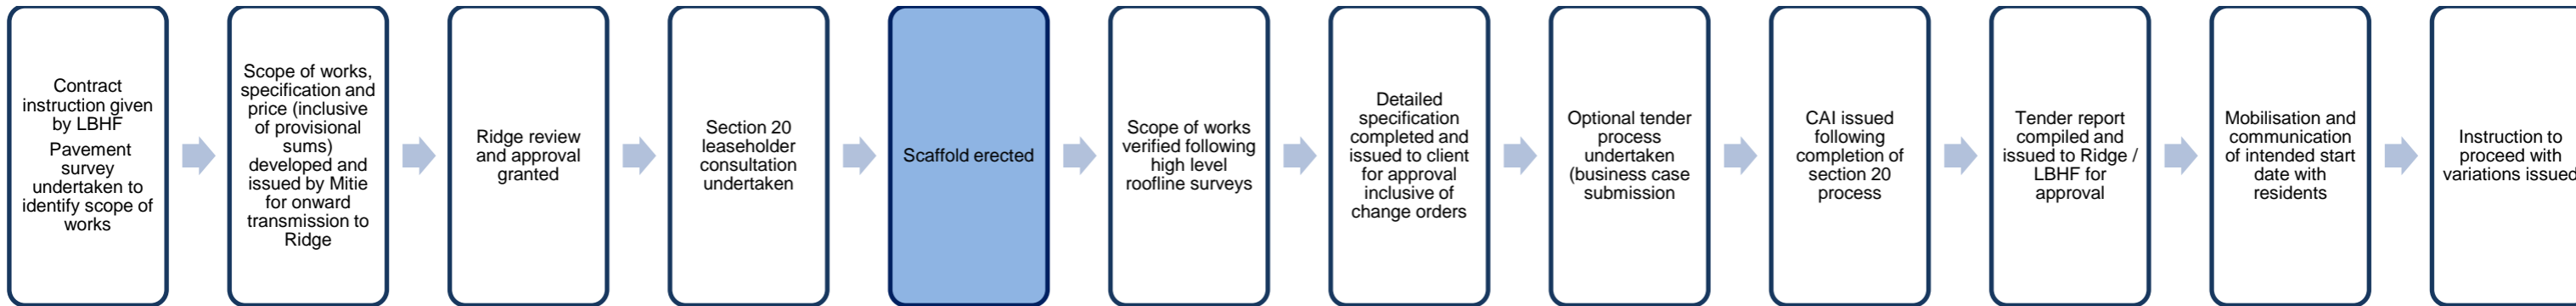 Contract
instruction given
by LBHF
Pavement
survey
undertaken to
identify scope of
works
Scope of works,
specification and
price (inclusive
of provisional
sums)
developed and
issued by Mitie
for onward
transmission to
Ridge
Ridge review
and approval
granted
Section 20
leaseholder
consultation
undertaken
Scaffold erected
Scope of works
verified following
high level
roofline surveys
Detailed
specification
completed and
issued to client
for approval
inclusive of
change orders
Optional tender
process
undertaken
(business case
submission
CAI issued
following
completion of
section 20
process
Tender report
compiled and
issued to Ridge /
LBHF for
approval
Mobilisation and
communication
of intended start
date with
residents
Instruction to
proceed with
variations issued